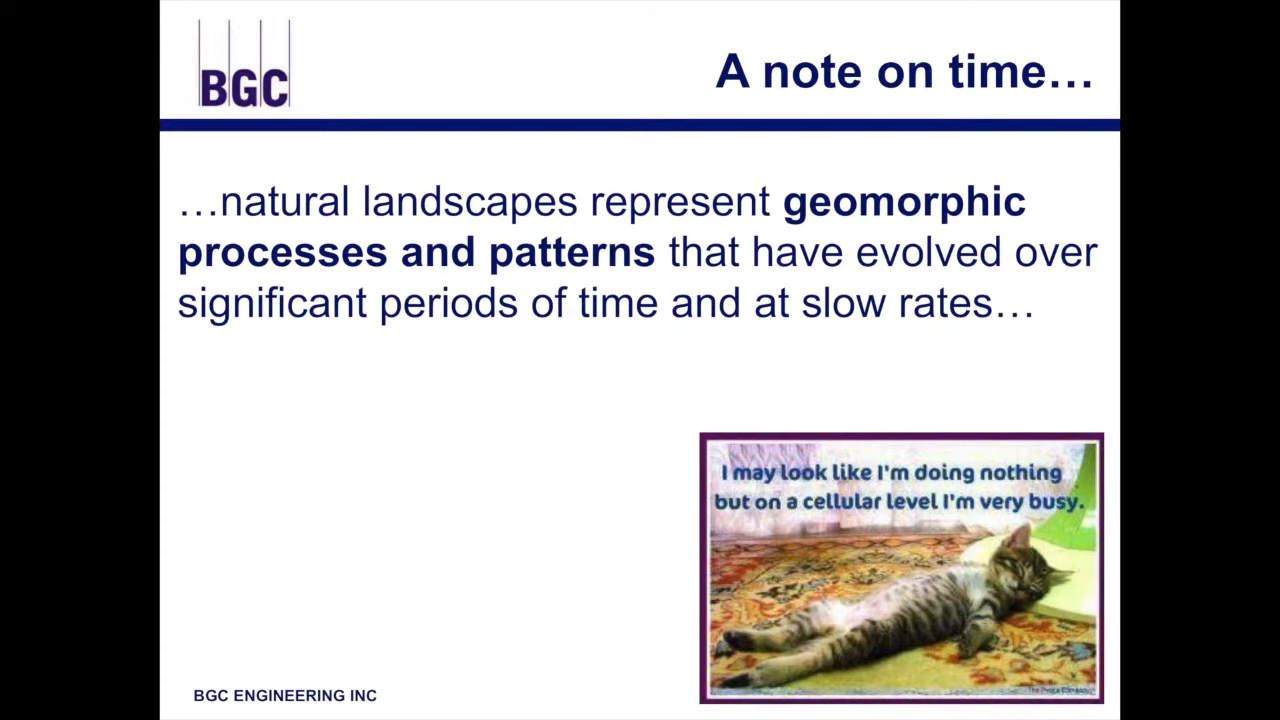 BGC
A note on time…
…natural landscapes represent geomorphic
processes and patterns that have evolved over
significant periods of time and at slow rates…
I may look like I'm doing nothing
but on a cellular level I'm very busy.
BGC ENGINEERING INC